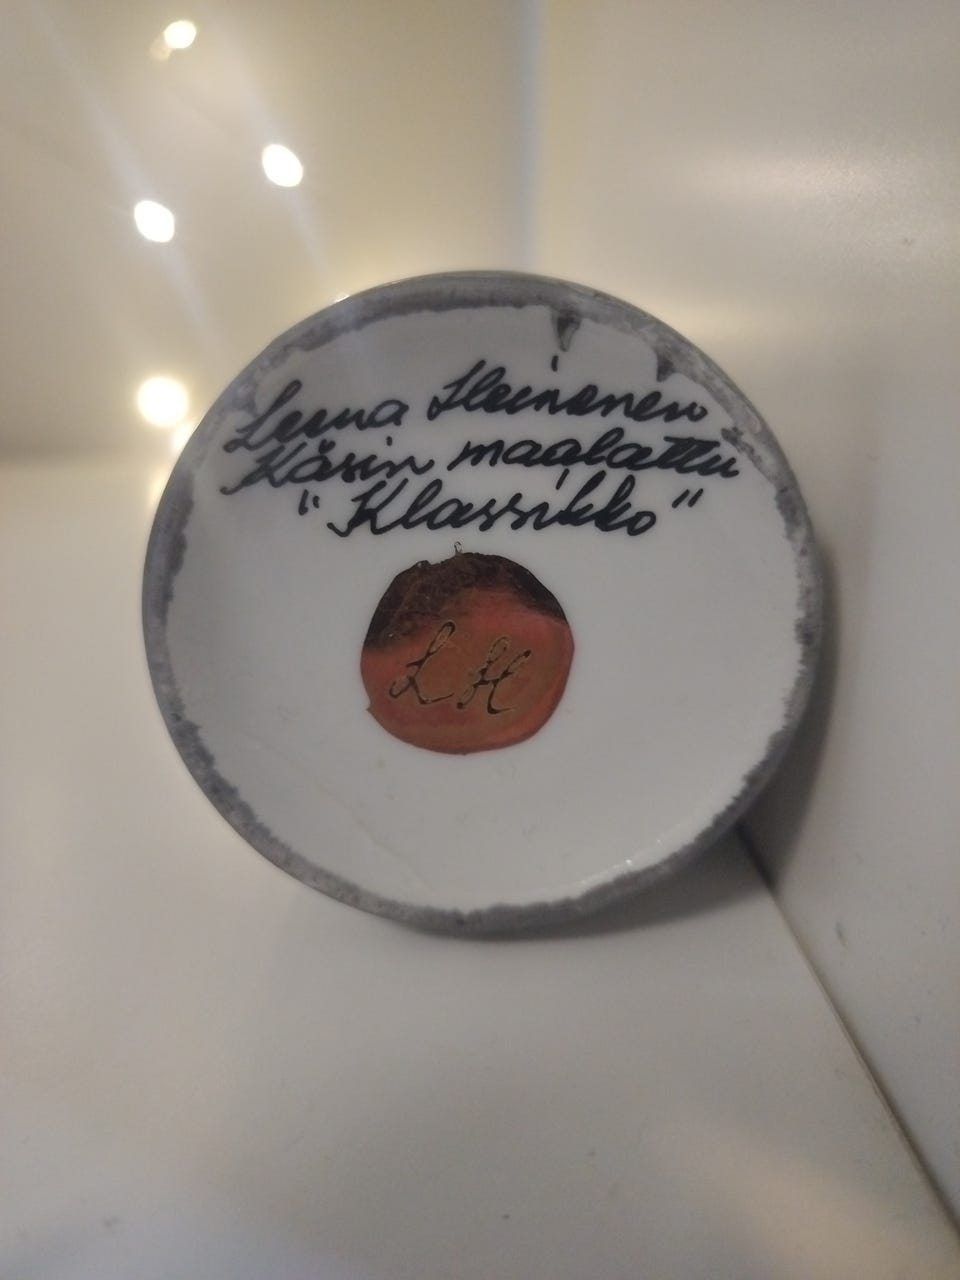 Leena Heinonen
Käsin maalattu
"Klassikko"
LH